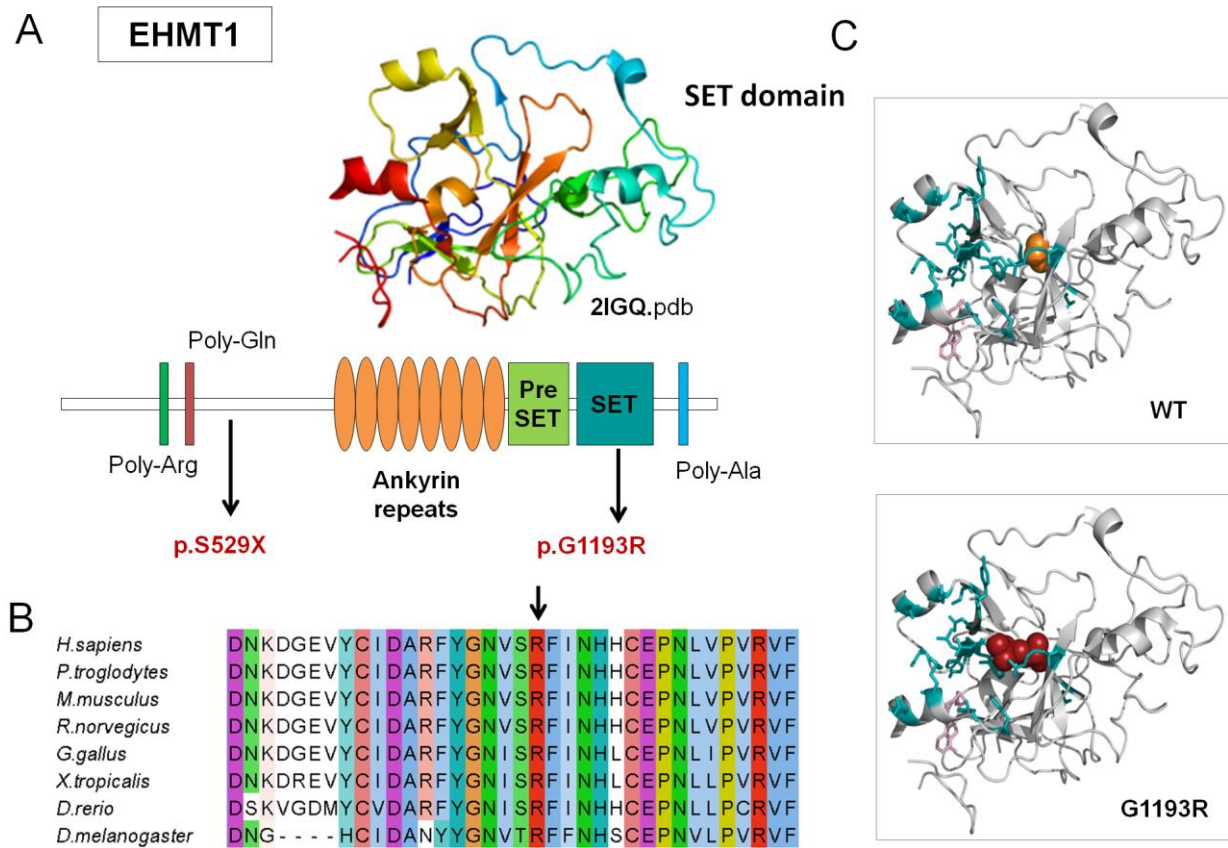 A
EHMT1
SET domain
2IGQ.pdb
Poly-Gln
Pre
SET
SET
Poly-Arg
Ankyrin
repeats
Poly-Ala
p.S529X
p.G1193R
B
H.sapiens DNKDGEVYCIDARFYGNVSRFINHHCEPNLVPVRVF
P.troglodytes DNKDGEVYCIDARFYGNVSRFINHHCEPNLVPVRVF
M.musculus DNKDGEVYCIDARFYGNVSRFINHHCEPNLVPVRVF
R.norvegicus DNKDGEVYCIDARFYGNVSRFINHHCEPNLVPVRVF
G.gallus DNKDGEVYCIDARFYGNISRFINHLCEPNLIPVRVF
X.tropicalis DNKDREVYCIDARFYGNISRFINHLCEPNLLPVRVF
D.rerio DSKVGDMYCVDARFYGNISRFINHHCEPNLLPCRVF
D.melanogaster DNG----HCIDANYYGNVTRFFNHSCEPNVLPVRVF
C
WT
G1193R